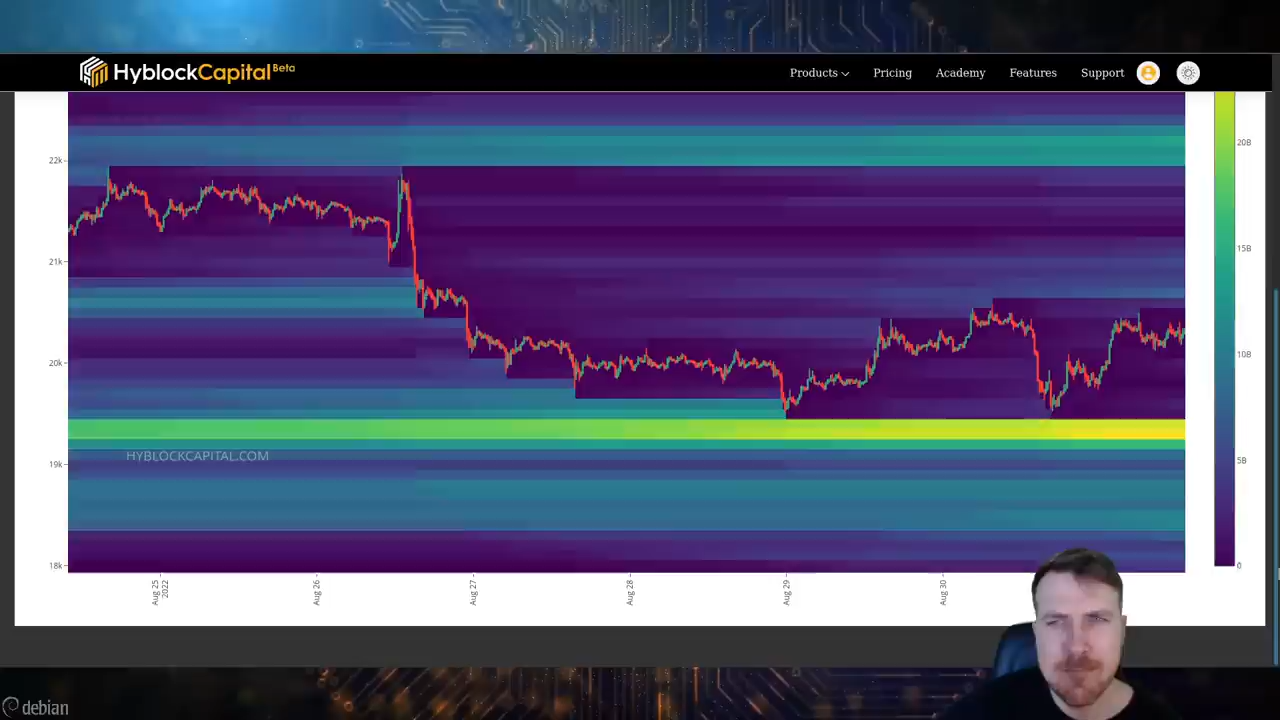 HyblockCapital Beta
Products Pricing Academy Features Support
22k
21k
20k
19k
18k
HYBLOCKCAPITAL.COM
20B
15B
10B
5B
0
Aug 25
2022
Aug 26
Aug 27
Aug 28
Aug 29
Aug 30
debian